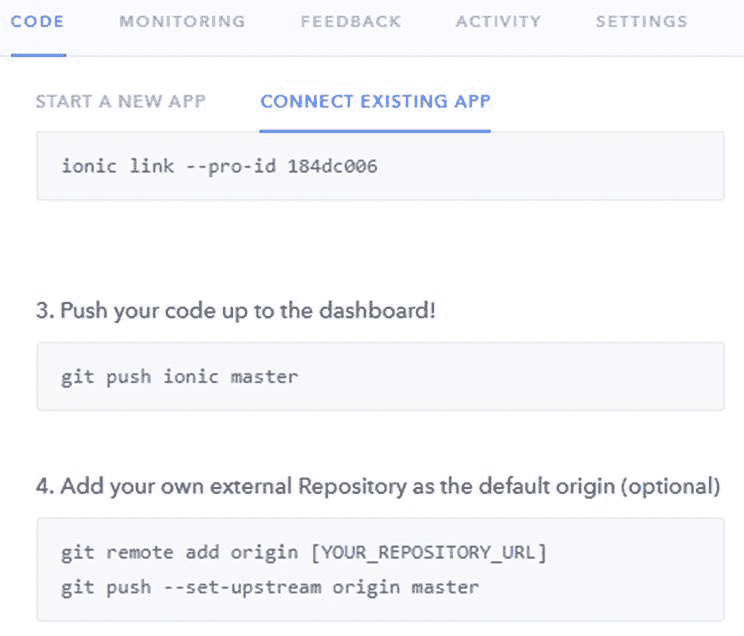 CODE MONITORING FEEDBACK ACTIVITY SETTINGS
START A NEW APP CONNECT EXISTING APP
ionic link --pro-id 184dc006
3. Push your code up to the dashboard!
git push ionic master
4. Add your own external Repository as the default origin (optional)
git remote add origin [YOUR_REPOSITORY_URL]
git push --set-upstream origin master